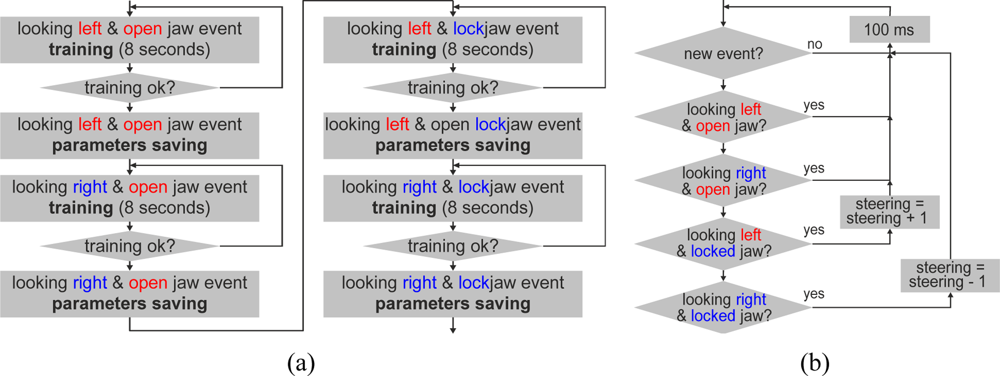 looking left & open jaw event
training (8 seconds)
training ok?
looking left & open jaw event
parameters saving
looking right & open jaw event
training (8 seconds)
training ok?
looking right & open jaw event
parameters saving
looking left & lockjaw event
training (8 seconds)
training ok?
looking left & open lockjaw event
parameters saving
looking right & lockjaw event
training (8 seconds)
training ok?
looking right & lockjaw event
parameters saving
(a)
100 ms
new event?
no
looking left
& open jaw?
yes
looking right
& open jaw?
yes
steering =
steering + 1
looking left
& locked jaw?
yes
steering =
steering - 1
looking right
& locked jaw?
yes
(b)